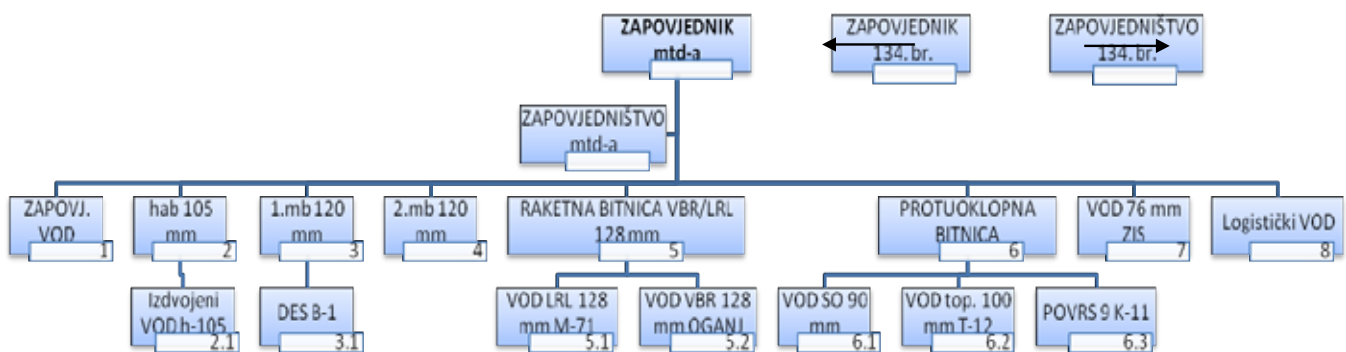 ZAPOVJEDNIK
mtd-a
ZAPOVJEDNIK
134. br.
ZAPOVJEDNIŠTVO
134. br.
ZAPOVJEDNIŠTVO
mtd-a
ZAPOVJ.
VOD
1
hab 105
mm
2
1.mb 120
mm
3
2.mb 120
mm
4
RAKETNA BITNICA VBR/LRL
128 mm
5
PROTUOKLOPNA
BITNICA
6
VOD 76 mm
ZIS
7
Logistički VOD
8
Izdvojeni
VOD h-105
2.1
DES B-1
3.1
VOD LRL 128
mm M-71
5.1
VOD VBR 128
mm OGANJ
5.2
VOD SO 90
mm
6.1
VOD top. 100
mm T-12
6.2
POVRS 9 K-11
6.3